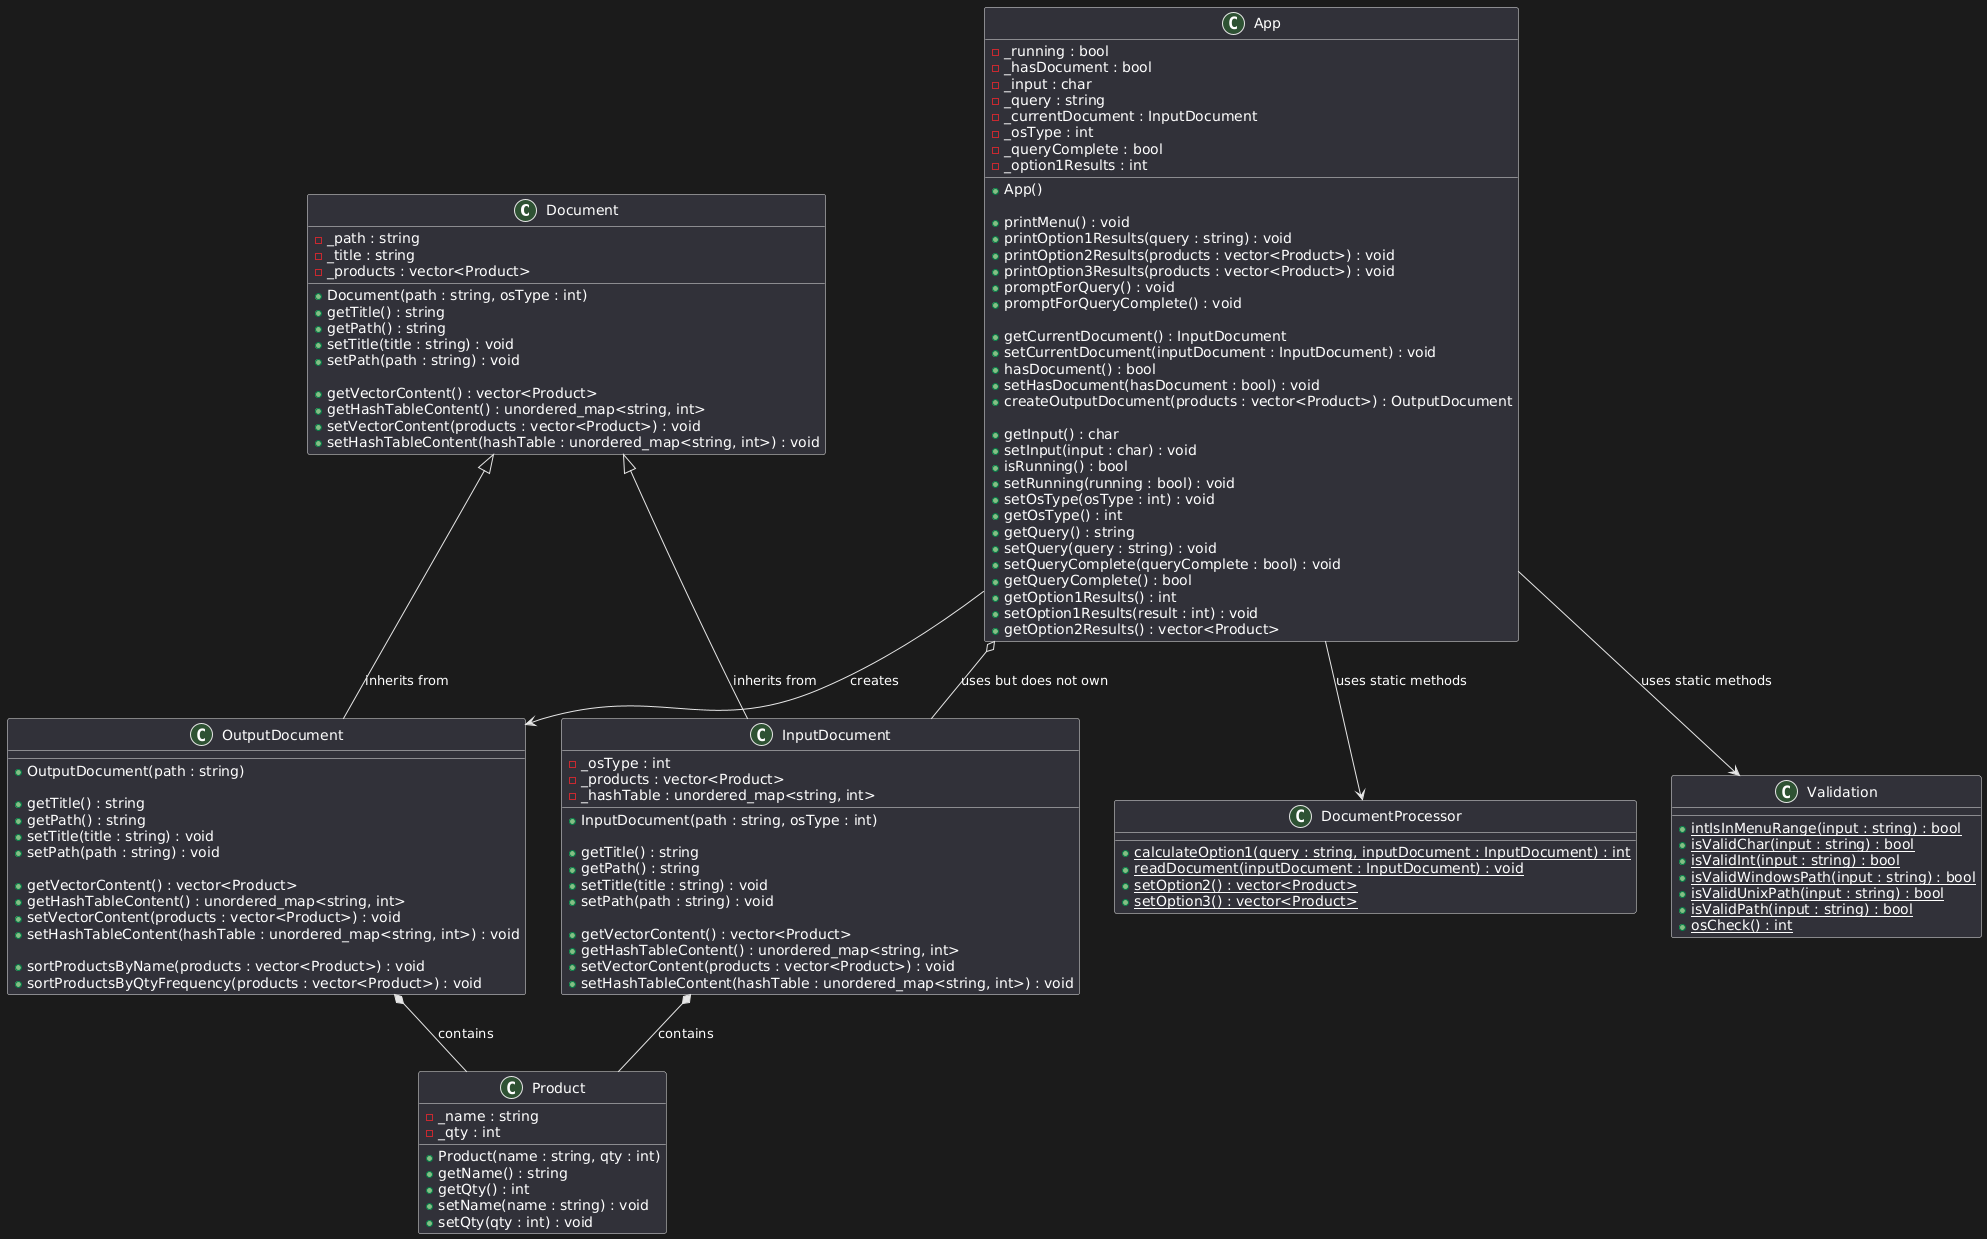 C App
_running : bool
_hasDocument : bool
_input : char
_query : string
_currentDocument : InputDocument
_osType : int
_queryComplete : bool
_option1Results : int
App()
printMenu() : void
printOption1Results(query : string) : void
printOption2Results(products : vector<Product>) : void
printOption3Results(products : vector<Product>) : void
promptForQuery() : void
promptForQueryComplete() : void
getCurrentDocument() : InputDocument
setCurrentDocument(inputDocument : InputDocument) : void
hasDocument() : bool
setHasDocument(hasDocument : bool) : void
createOutputDocument(products : vector<Product>) : OutputDocument
getInput() : char
setInput(input : char) : void
isRunning() : bool
setRunning(running : bool) : void
setOsType(osType : int) : void
getOsType() : int
getQuery() : string
setQuery(query : string) : void
setQueryComplete(queryComplete : bool) : void
getQueryComplete() : bool
getOption1Results() : int
setOption1Results(result : int) : void
getOption2Results() : vector<Product>
C Document
_path : string
_title : string
_products : vector<Product>
Document(path : string, osType : int)
getTitle() : string
getPath() : string
setTitle(title : string) : void
setPath(path : string) : void
getVectorContent() : vector<Product>
getHashTableContent() : unordered_map<string, int>
setVectorContent(products : vector<Product>) : void
setHashTableContent(hashTable : unordered_map<string, int>) : void
inherits from
inherits from
creates
uses but does not own
uses static methods
uses static methods
C OutputDocument
OutputDocument(path : string)
getTitle() : string
getPath() : string
setTitle(title : string) : void
setPath(path : string) : void
getVectorContent() : vector<Product>
getHashTableContent() : unordered_map<string, int>
setVectorContent(products : vector<Product>) : void
setHashTableContent(hashTable : unordered_map<string, int>) : void
sortProductsByName(products : vector<Product>) : void
sortProductsByQtyFrequency(products : vector<Product>) : void
C InputDocument
_osType : int
_products : vector<Product>
_hashTable : unordered_map<string, int>
InputDocument(path : string, osType : int)
getTitle() : string
getPath() : string
setTitle(title : string) : void
setPath(path : string) : void
getVectorContent() : vector<Product>
getHashTableContent() : unordered_map<string, int>
setVectorContent(products : vector<Product>) : void
setHashTableContent(hashTable : unordered_map<string, int>) : void
C DocumentProcessor
calculateOption1(query : string, inputDocument : InputDocument) : int
readDocument(inputDocument : InputDocument) : void
setOption2() : vector<Product>
setOption3() : vector<Product>
C Validation
intIsInMenuRange(input : string) : bool
isValidChar(input : string) : bool
isValidInt(input : string) : bool
isValidWindowsPath(input : string) : bool
isValidUnixPath(input : string) : bool
isValidPath(input : string) : bool
osCheck() : int
contains
contains
C Product
_name : string
_qty : int
Product(name : string, qty : int)
getName() : string
getQty() : int
setName(name : string) : void
setQty(qty : int) : void